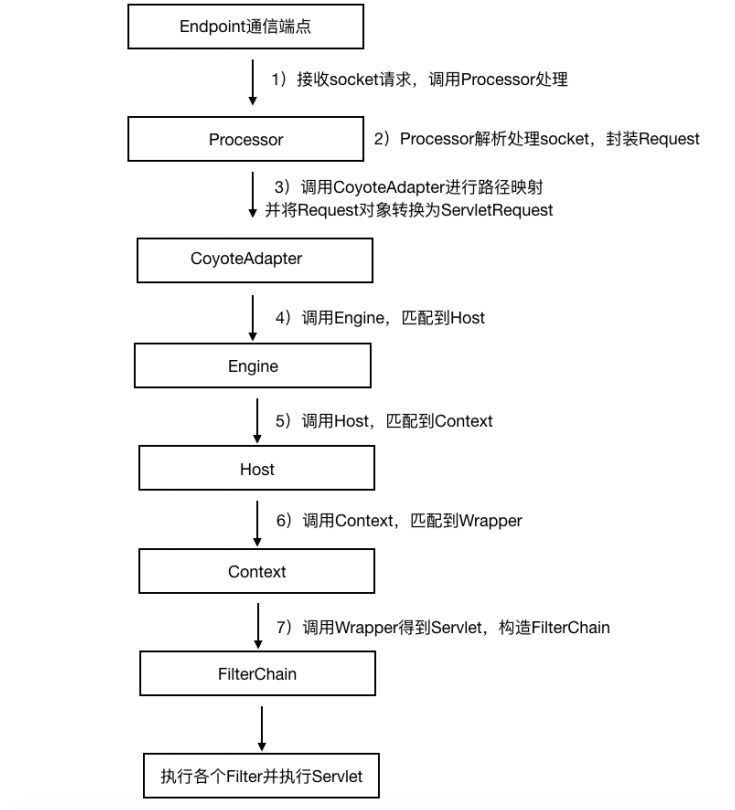 Endpoint通信端点
1）接收socket请求，调用Processor处理
Processor
2）Processor解析处理socket，封装Request
3）调用CoyoteAdapter进行路径映射
并将Request对象转换为ServletRequest
CoyoteAdapter
4）调用Engine，匹配到Host
Engine
5）调用Host，匹配到Context
Host
6）调用Context，匹配到Wrapper
Context
7）调用Wrapper得到Servlet，构造FilterChain
FilterChain
执行各个Filter并执行Servlet